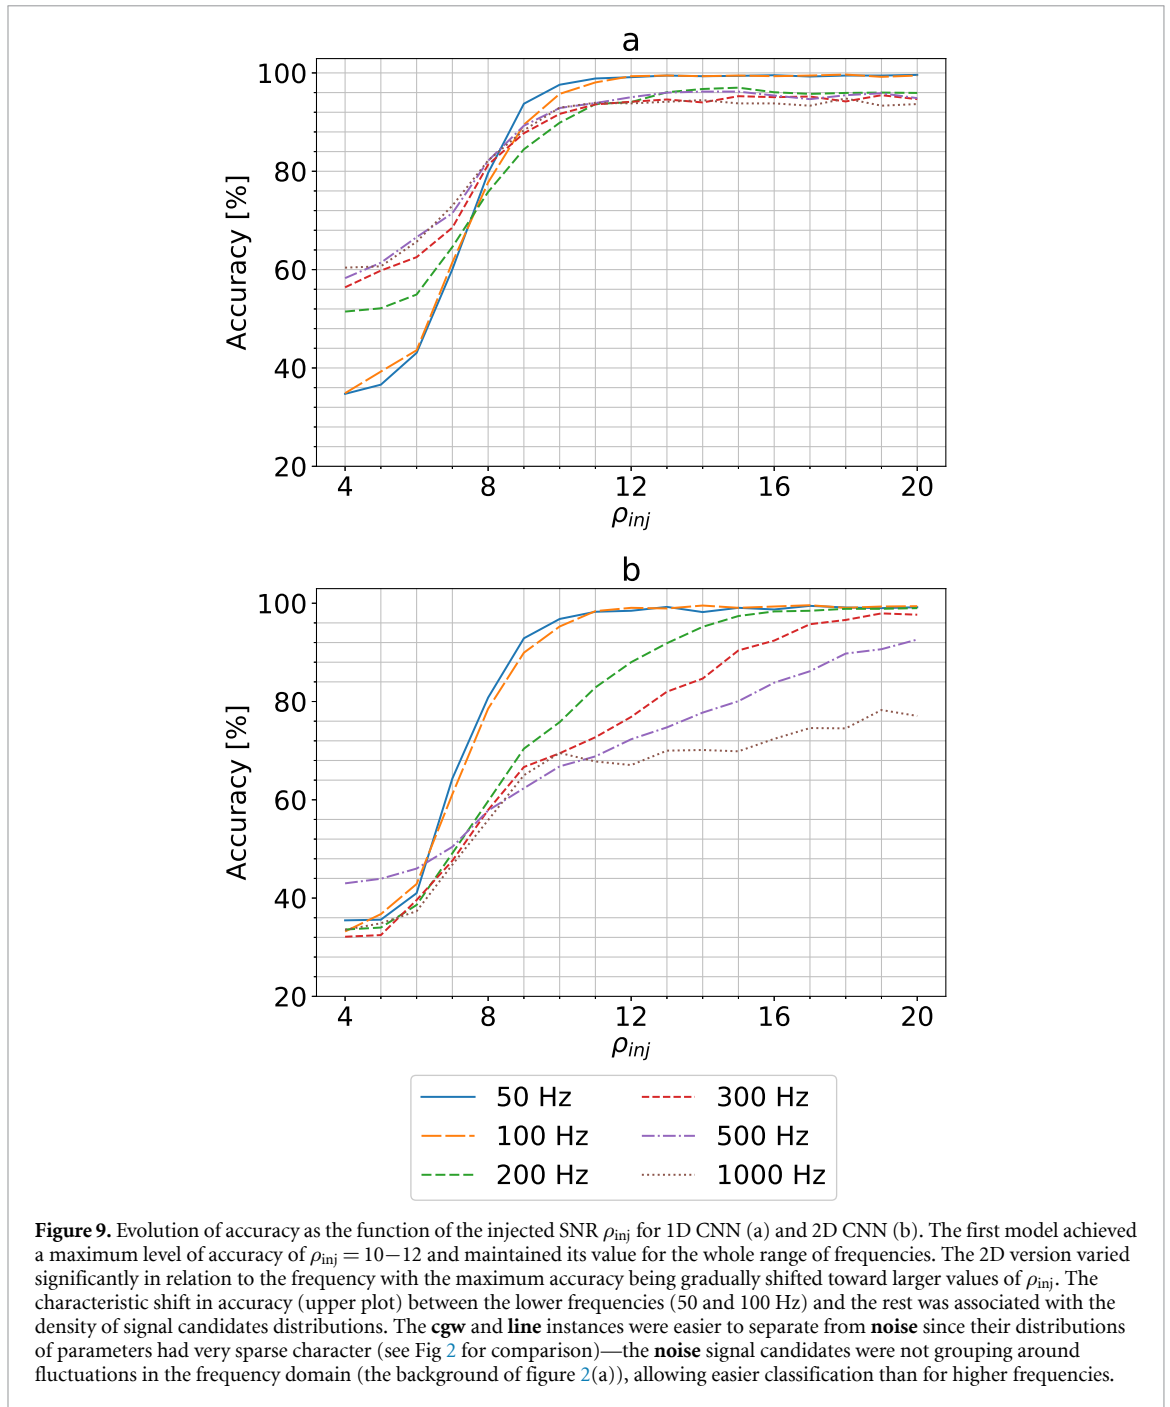 a
100
80
60
40
20
Accuracy [%]
4 8 12 16 20
ρinj
b
100
80
60
40
20
Accuracy [%]
4 8 12 16 20
ρinj
50 Hz 300 Hz
100 Hz 500 Hz
200 Hz 1000 Hz
Figure 9. Evolution of accuracy as the function of the injected SNR ρinj for 1D CNN (a) and 2D CNN (b). The first model achieved
a maximum level of accuracy of ρinj = 10−12 and maintained its value for the whole range of frequencies. The 2D version varied
significantly in relation to the frequency with the maximum accuracy being gradually shifted toward larger values of ρinj. The
characteristic shift in accuracy (upper plot) between the lower frequencies (50 and 100 Hz) and the rest was associated with the
density of signal candidates distributions. The cgw and line instances were easier to separate from noise since their distributions
of parameters had very sparse character (see Fig 2 for comparison)—the noise signal candidates were not grouping around
fluctuations in the frequency domain (the background of figure 2(a)), allowing easier classification than for higher frequencies.